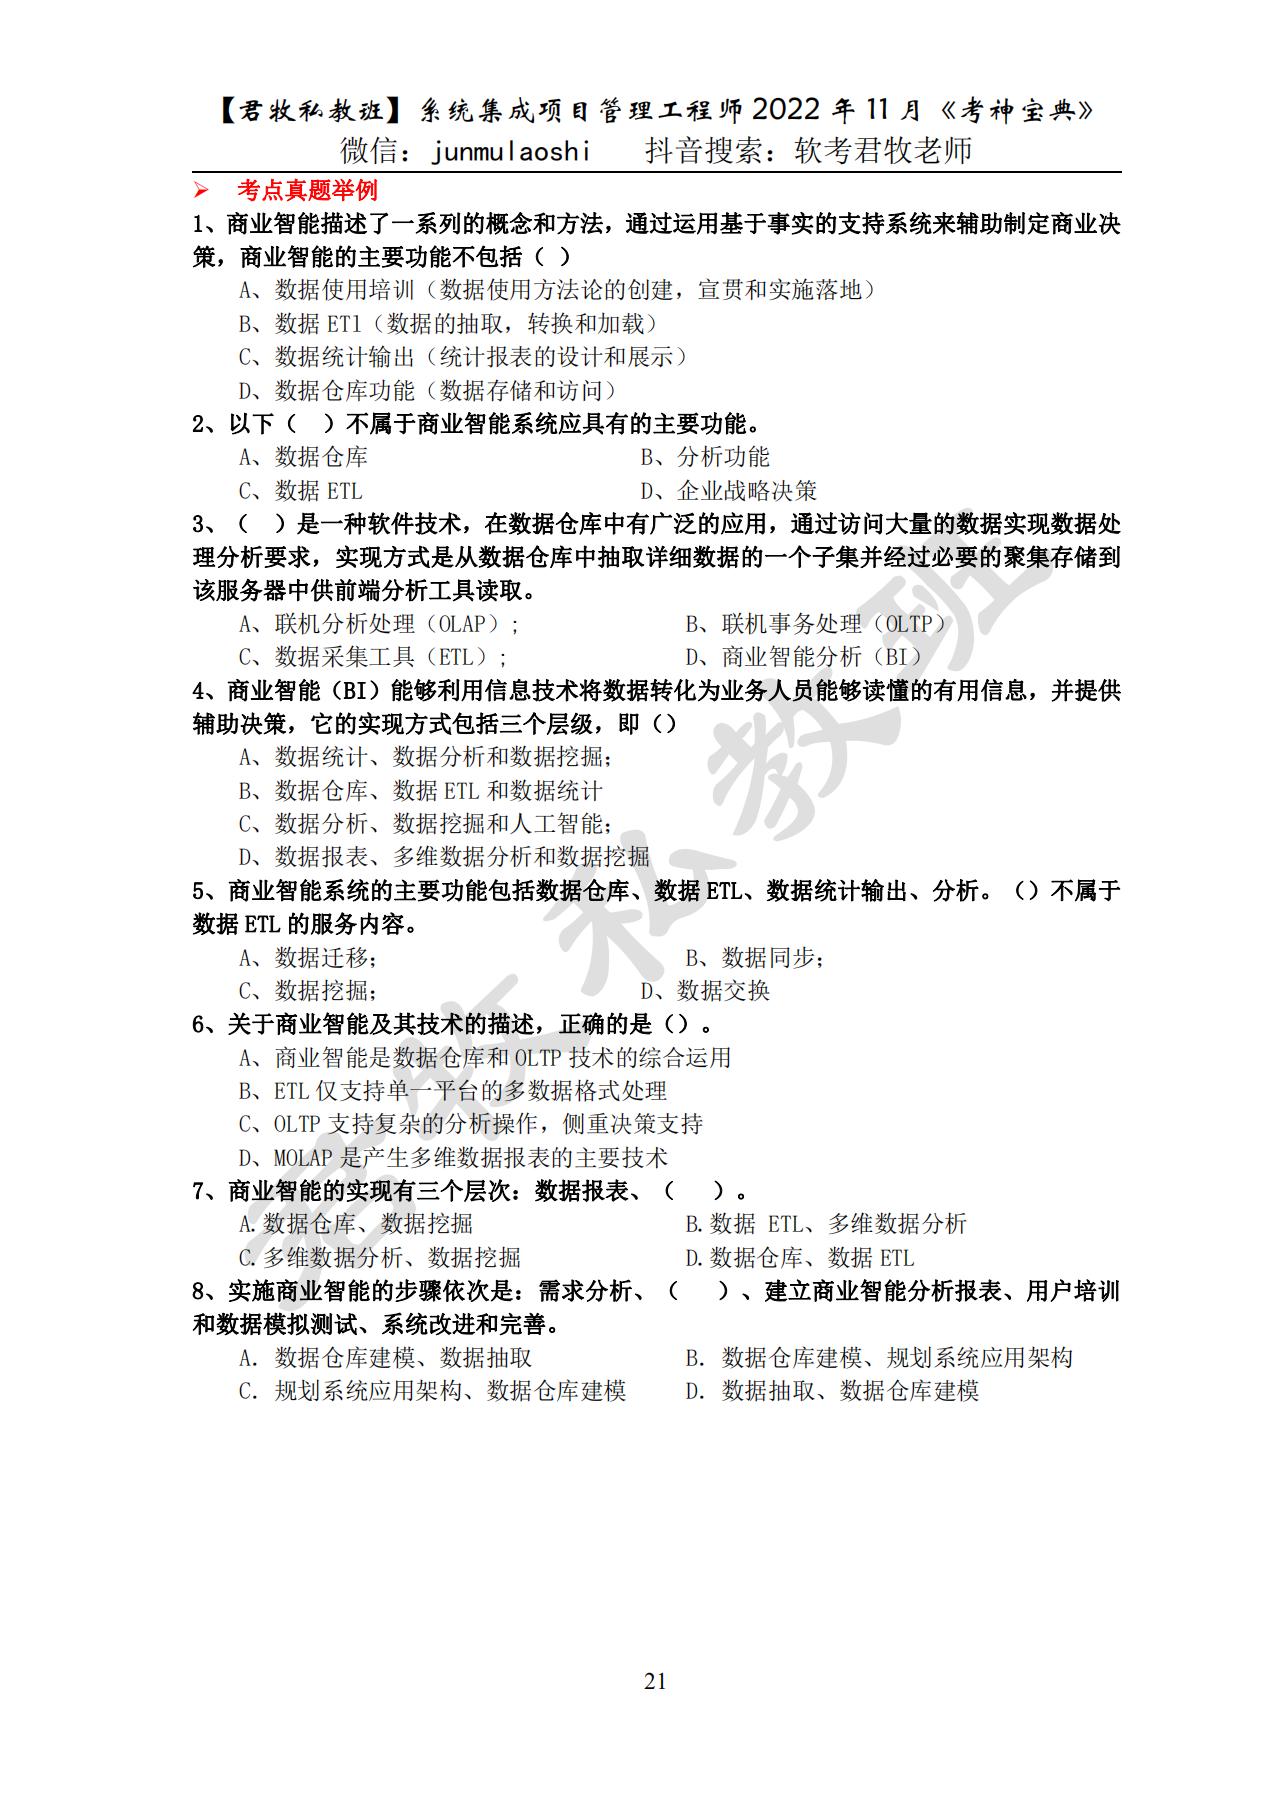 【君牧私教班】系统集成项目管理工程师 2022 年 11 月《考神宝典》
微信：junmulaoshi 抖音搜索：软考君牧老师
➢ 考点真题举例
1、商业智能描述了一系列的概念和方法，通过运用基于事实的支持系统来辅助制定商业决
策，商业智能的主要功能不包括（ ）
A、数据使用培训（数据使用方法论的创建，宣贯和实施落地）
B、数据 ETl（数据的抽取，转换和加载）
C、数据统计输出（统计报表的设计和展示）
D、数据仓库功能（数据存储和访问）
2、以下（ ）不属于商业智能系统应具有的主要功能。
A、数据仓库 B、分析功能
C、数据 ETL D、企业战略决策
3、（ ）是一种软件技术，在数据仓库中有广泛的应用，通过访问大量的数据实现数据处
理分析要求，实现方式是从数据仓库中抽取详细数据的一个子集并经过必要的聚集存储到
该服务器中供前端分析工具读取。
A、联机分析处理（OLAP）; B、联机事务处理（OLTP）
C、数据采集工具（ETL）; D、商业智能分析（BI）
4、商业智能（BI）能够利用信息技术将数据转化为业务人员能够读懂的有用信息，并提供
辅助决策，它的实现方式包括三个层级，即()
A、数据统计、数据分析和数据挖掘;
B、数据仓库、数据 ETL 和数据统计
C、数据分析、数据挖掘和人工智能;
D、数据报表、多维数据分析和数据挖掘
5、商业智能系统的主要功能包括数据仓库、数据 ETL、数据统计输出、分析。()不属于
数据 ETL 的服务内容。
A、数据迁移; B、数据同步;
C、数据挖掘; D、数据交换
6、关于商业智能及其技术的描述，正确的是()。
A、商业智能是数据仓库和 OLTP 技术的综合运用
B、ETL 仅支持单一平台的多数据格式处理
C、OLTP 支持复杂的分析操作，侧重决策支持
D、MOLAP 是产生多维数据报表的主要技术
7、商业智能的实现有三个层次：数据报表、（ ）。
A.数据仓库、数据挖掘 B.数据 ETL、多维数据分析
C.多维数据分析、数据挖掘 D.数据仓库、数据 ETL
8、实施商业智能的步骤依次是：需求分析、（ ）、建立商业智能分析报表、用户培训
和数据模拟测试、系统改进和完善。
A．数据仓库建模、数据抽取 B．数据仓库建模、规划系统应用架构
C．规划系统应用架构、数据仓库建模 D．数据抽取、数据仓库建模
君牧私教班
21